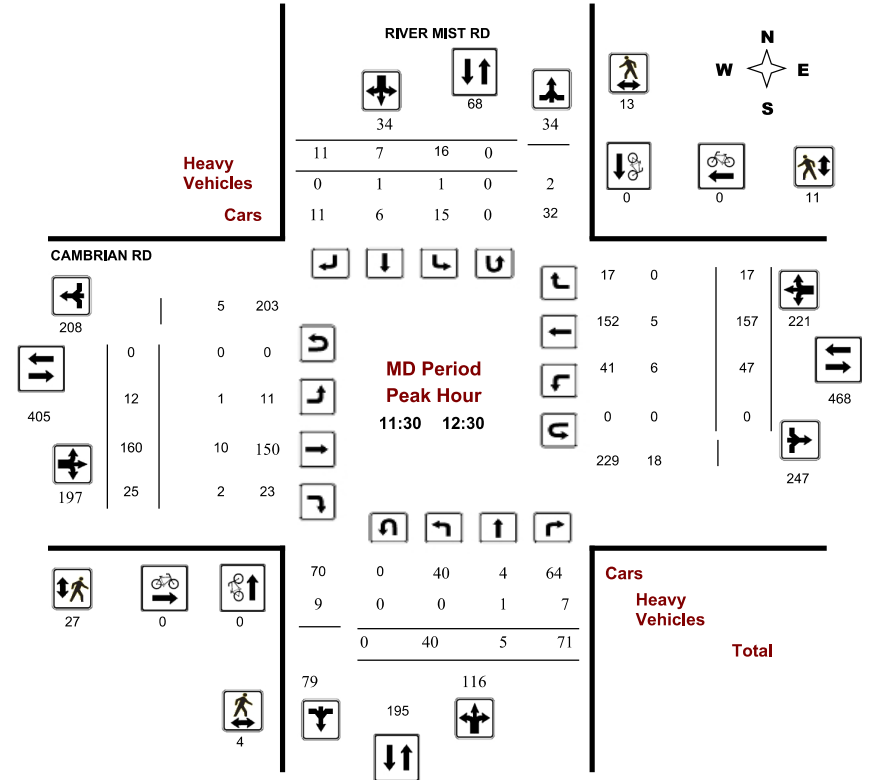 RIVER MIST RD
N
W E
S
68
13
34 34
11 7 16 0
Heavy
Vehicles
0 1 1 0 2
Cars
11 6 15 0 32
0 0 11
CAMBRIAN RD
208
5 203
17 0 17
152 5 157 221
0 0 0
405
12 1 11
MD Period
Peak Hour
11:30 12:30
41 6 47
468
160 10 150
0 0 0
197
25 2 23
229 18
247
27 0 0
70 0 40 4 64
Cars
9 0 0 1 7
Heavy
Vehicles
0 40 5 71
Total
79 116
195
4